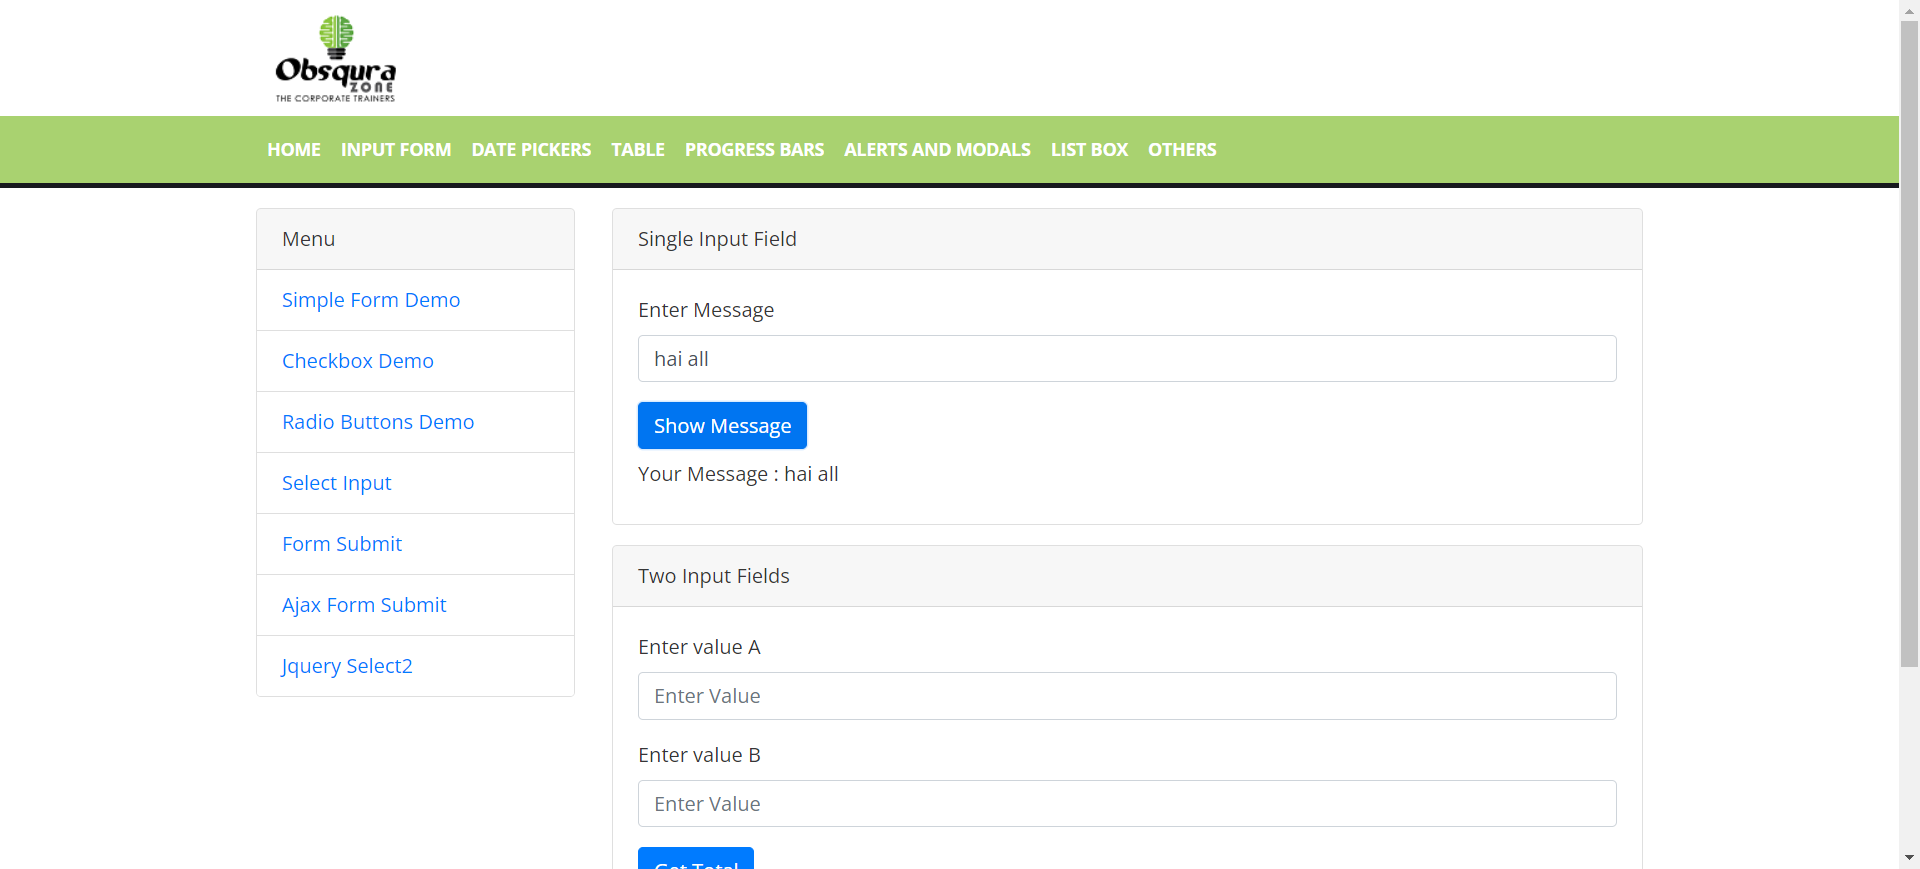 Obsqura
ZONE
THE CORPORATE TRAINERS
HOME INPUT FORM DATE PICKERS TABLE PROGRESS BARS ALERTS AND MODALS LIST BOX OTHERS
Menu
Simple Form Demo
Checkbox Demo
Radio Buttons Demo
Select Input
Form Submit
Ajax Form Submit
Jquery Select2
Single Input Field
Enter Message
hai all
Show Message
Your Message : hai all
Two Input Fields
Enter value A
Enter Value
Enter value B
Enter Value
Get Total